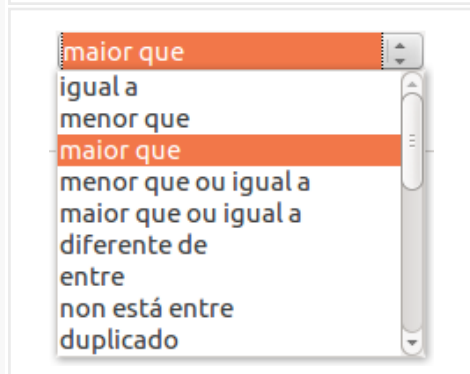 maior que
igual a
menor que
maior que
menor que ou igual a
maior que ou igual a
diferente de
entre
non está entre
duplicado